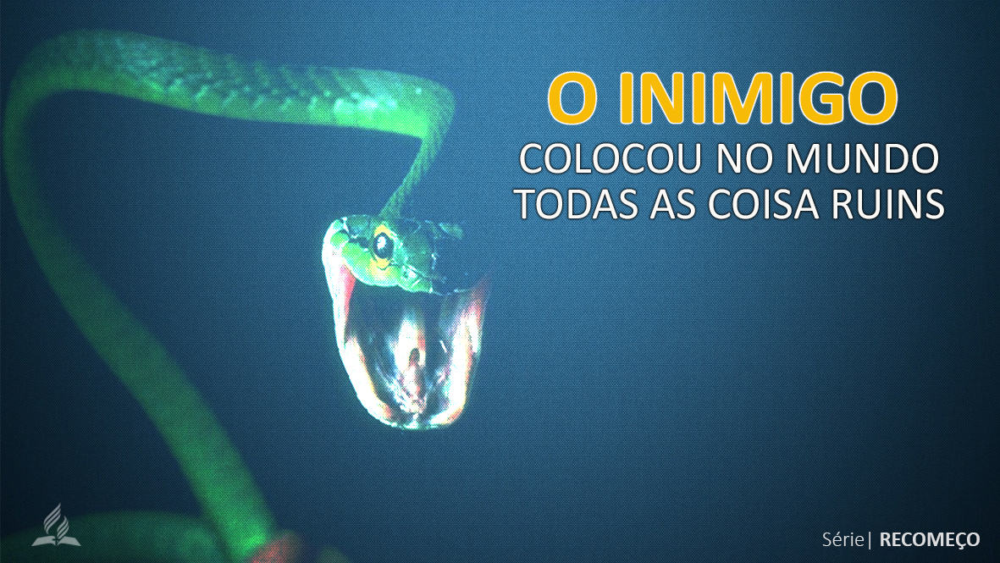 O INIMIGO
COLOCOU NO MUNDO
TODAS AS COISA RUINS
Série| RECOMEÇO